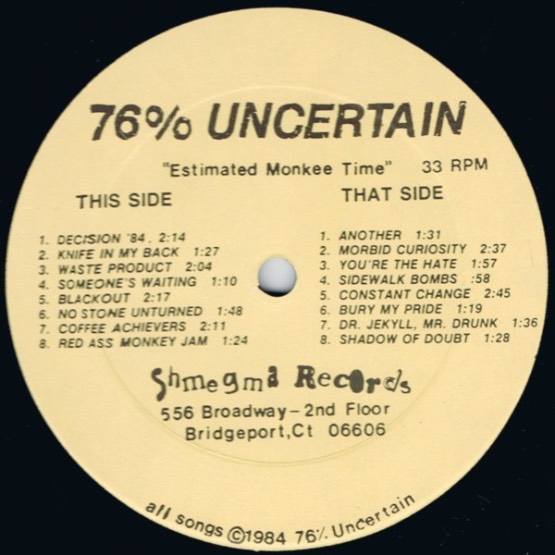 76% UNCERTAIN
"Estimated Monkee Time" 33 RPM
THIS SIDE
1. DECISION '84. 2:14
2. KNIFE IN MY BACK 1:27
3. WASTE PRODUCT 2:04
4. SOMEONE'S WAITING 1:10
5. BLACKOUT 2:17
6. NO STONE UNTURNED 1:48
7. COFFEE ACHIEVERS 2:11
8. RED ASS MONKEY JAM 1:24
THAT SIDE
1. ANOTHER 1:31
2. MORBID CURIOSITY 2:37
3. YOU'RE THE HATE 1:57
4. SIDEWALK BOMBS :58
5. CONSTANT CHANGE 2:45
6. BURY MY PRIDE 1:19
7. DR. JEKYLL, MR. DRUNK 1:36
8. SHADOW OF DOUBT 1:28
Shmegma Records
556 Broadway-2nd Floor
Bridgeport,Ct 06606
all songs ©1984 76% Uncertain